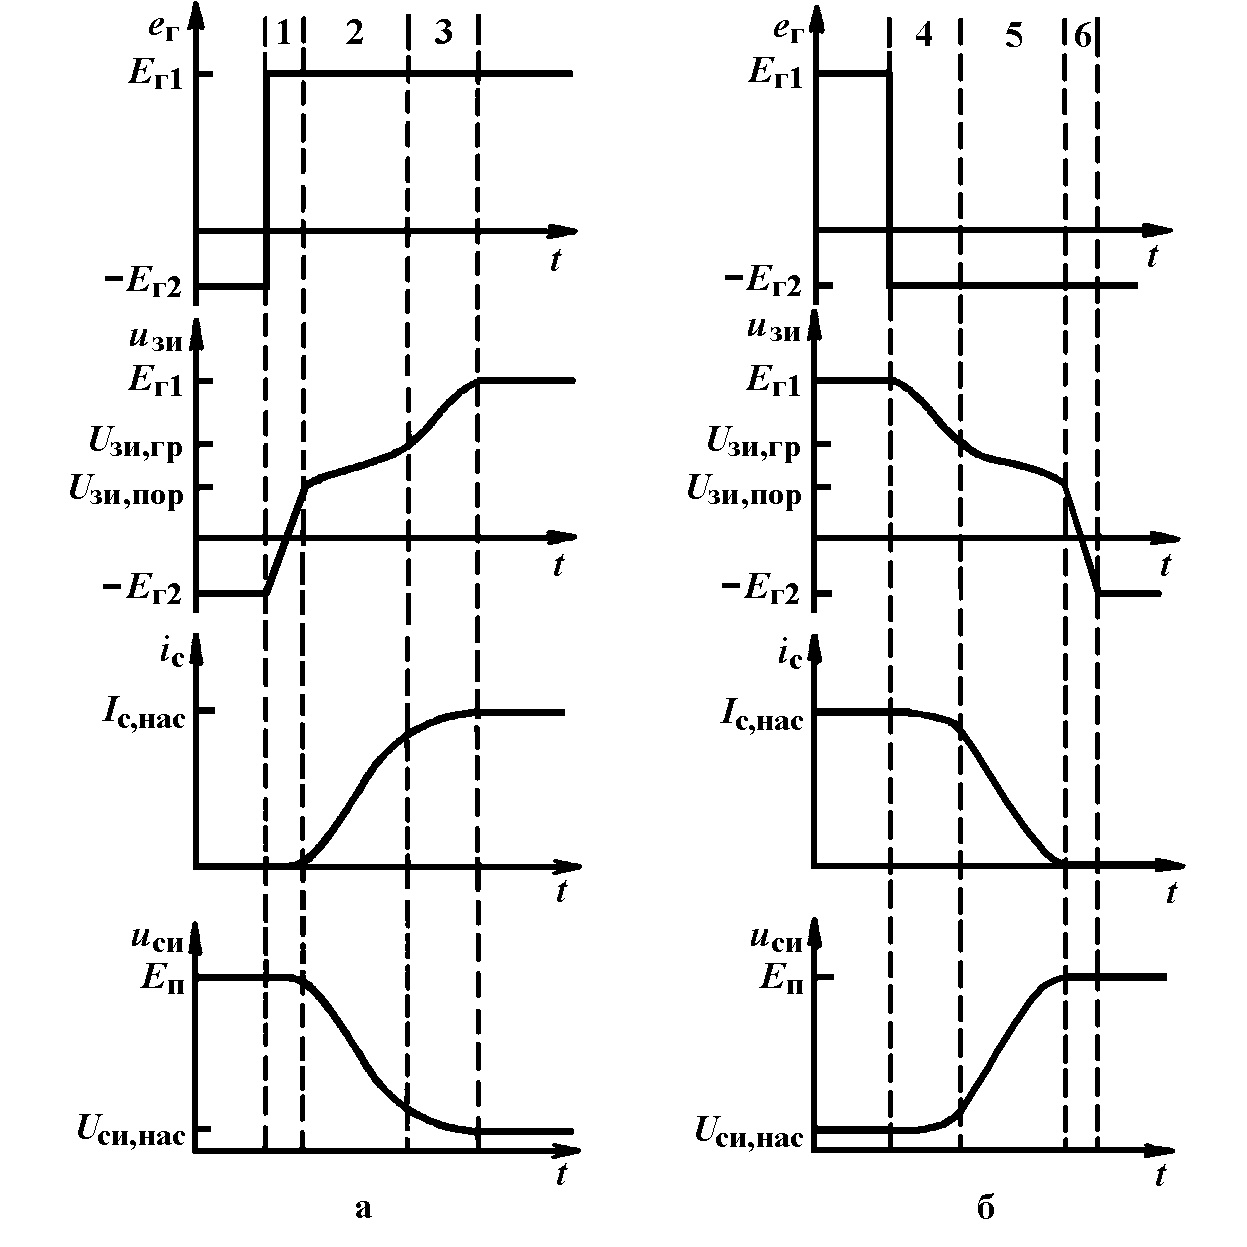 eг
1 2 3
Eг1
t
−Eг2
uзи
Eг1
Uзи,гр
Uзи,пор
t
−Eг2
iс
Iс,нас
t
uси
Eп
Uси,нас
t
а
eг
4 5 6
Eг1
t
−Eг2
uзи
Eг1
Uзи,гр
Uзи,пор
t
−Eг2
iс
Iс,нас
t
uси
Eп
Uси,нас
t
б